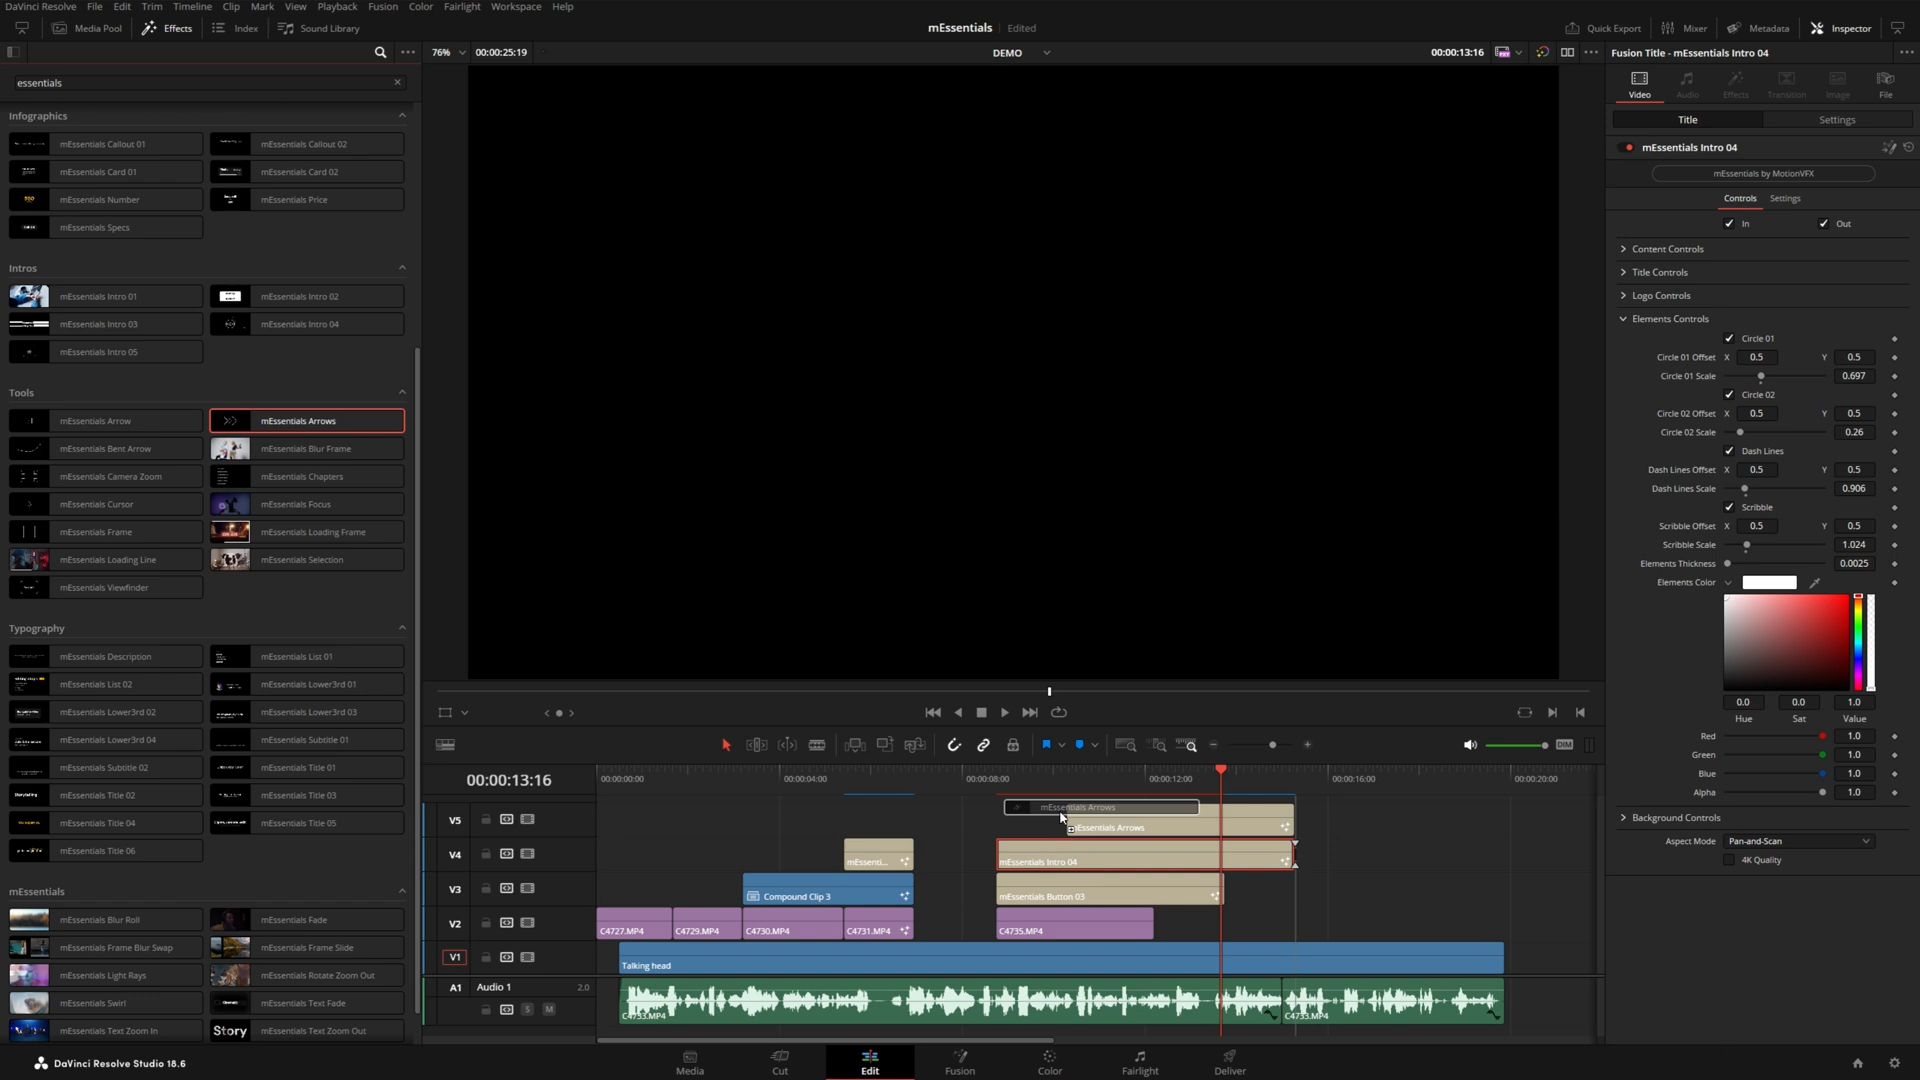 DaVinci Resolve File Edit Trim Timeline Clip Mark View Playback Fusion Color Fairlight Workspace Help
Media Pool Effects Index Sound Library mEssentials Edited Quick Export Mixer Metadata Inspector
76% 00:00:25:19 DEMO 00:00:13:16 Fusion Title - mEssentials Intro 04
essentials
Infographics
mEssentials Callout 01 mEssentials Callout 02
mEssentials Card 01 mEssentials Card 02
mEssentials Number mEssentials Price
mEssentials Specs
Intros
mEssentials Intro 01 mEssentials Intro 02
mEssentials Intro 03 mEssentials Intro 04
mEssentials Intro 05
Tools
mEssentials Arrow mEssentials Arrows
mEssentials Bent Arrow mEssentials Blur Frame
mEssentials Camera Zoom mEssentials Chapters
mEssentials Cursor mEssentials Focus
mEssentials Frame mEssentials Loading Frame
mEssentials Loading Line mEssentials Selection
mEssentials Viewfinder
Typography
mEssentials Description mEssentials List 01
mEssentials List 02 mEssentials Lower3rd 01
mEssentials Lower3rd 02 mEssentials Lower3rd 03
mEssentials Lower3rd 04 mEssentials Subtitle 01
mEssentials Subtitle 02 mEssentials Title 01
mEssentials Title 02 mEssentials Title 03
mEssentials Title 04 mEssentials Title 05
mEssentials Title 06
mEssentials
mEssentials Blur Roll mEssentials Fade
mEssentials Frame Blur Swap mEssentials Frame Slide
mEssentials Light Rays mEssentials Rotate Zoom Out
mEssentials Swirl mEssentials Text Fade
mEssentials Text Zoom In Story mEssentials Text Zoom Out
Video Audio Effects Transition Image File
Title Settings
mEssentials Intro 04
mEssentials by MotionVFX
Controls Settings
In Out
Content Controls
Title Controls
Logo Controls
Elements Controls
Circle 01
Circle 01 Offset X 0.5 Y 0.5
Circle 01 Scale 0.697
Circle 02
Circle 02 Offset X 0.5 Y 0.5
Circle 02 Scale 0.26
Dash Lines
Dash Lines Offset X 0.5 Y 0.5
Dash Lines Scale 0.906
Scribble
Scribble Offset X 0.5 Y 0.5
Scribble Scale 1.024
Elements Thickness 0.0025
Elements Color
0.0 0.0 1.0
Hue Sat Value
Red 1.0
Green 1.0
Blue 1.0
Alpha 1.0
Background Controls
Aspect Mode Pan-and-Scan
4K Quality
DIM
00:00:13:16 00:00:00:00 00:00:04:00 00:00:08:00 00:00:12:00 00:00:16:00 00:00:20:00
mEssentials Arrows
V5 Essentials Arrows
V4 mEssenti... mEssentials Intro 04
V3 Compound Clip 3 mEssentials Button 03
V2 C4727.MP4 C4729.MP4 C4730.MP4 C4731.MP4 C4735.MP4
V1 Talking head
A1 Audio 1 2.0
S M C4733.MP4 C4733.MP4
DaVinci Resolve Studio 18.6 Media Cut Edit Fusion Color Fairlight Deliver